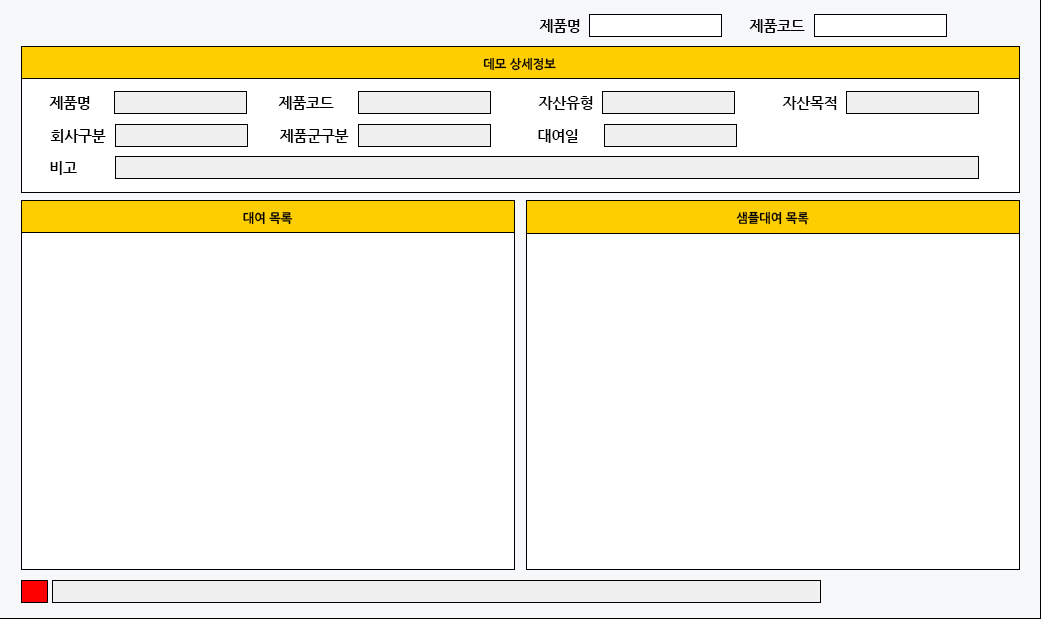 제품명 제품코드
데모 상세정보
제품명 제품코드 자산유형 자산목적
회사구분 제품군구분 대여일
비고
대여 목록 샘플대여 목록